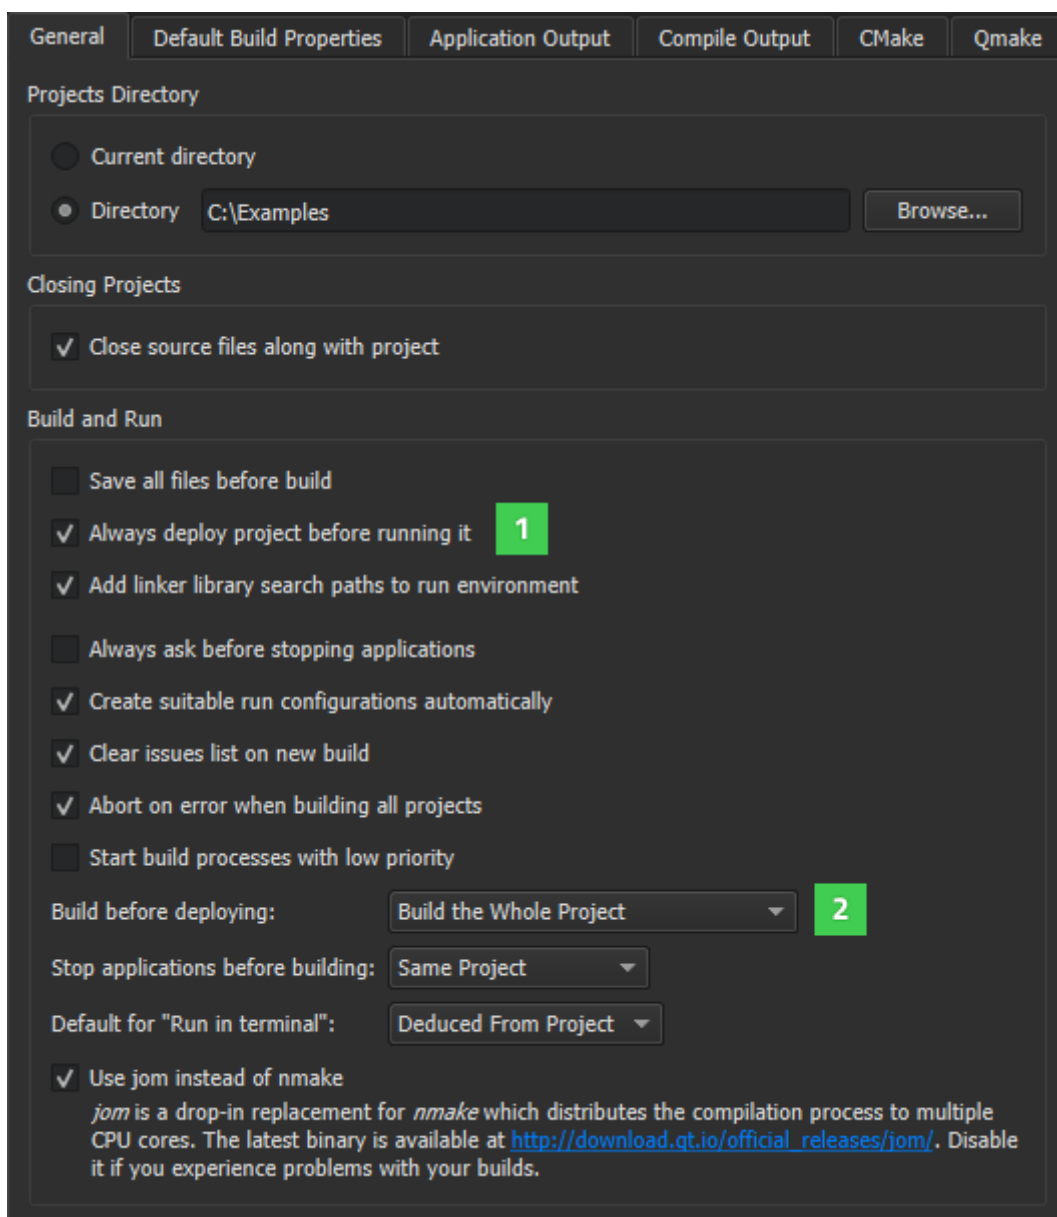 General Default Build Properties Application Output Compile Output CMake Qmake
Projects Directory
Current directory
Directory C:\Examples Browse...
Closing Projects
Close source files along with project
Build and Run
Save all files before build
Always deploy project before running it 1
Add linker library search paths to run environment
Always ask before stopping applications
Create suitable run configurations automatically
Clear issues list on new build
Abort on error when building all projects
Start build processes with low priority
Build before deploying: Build the Whole Project 2
Stop applications before building: Same Project
Default for "Run in terminal": Deduced From Project
Use jom instead of nmake
jom is a drop-in replacement for nmake which distributes the compilation process to multiple
CPU cores. The latest binary is available at http://download.qt.io/official_releases/jom/. Disable
it if you experience problems with your builds.